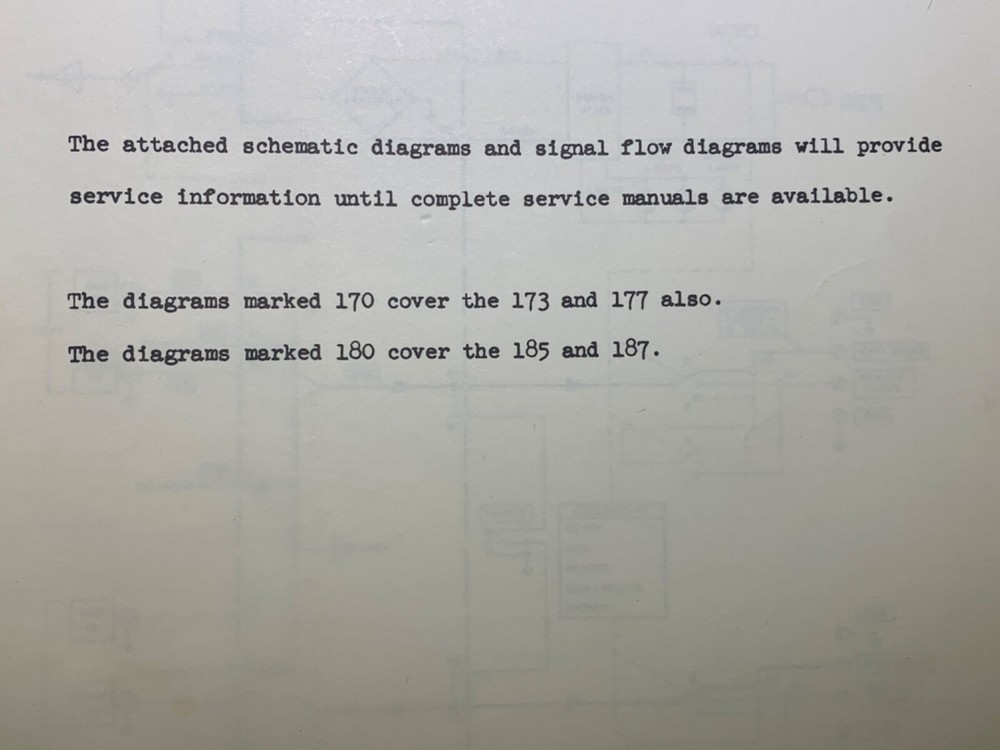 The attached schematic diagrams and signal flow diagrams will provide
service information until complete service manuals are available.
The diagrams marked 170 cover the 173 and 177 also.
The diagrams marked 180 cover the 185 and 187.